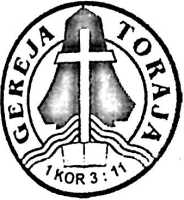 GEREJA TORAJA
1 KOR 3 : 11